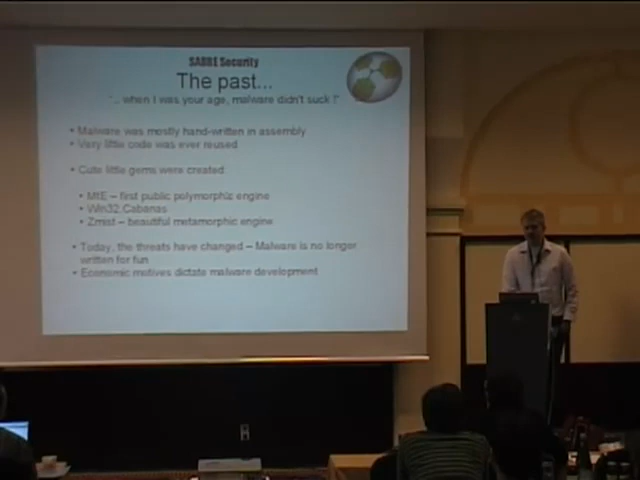 SABRE Security
The past...
"... when I was your age, malware didn't suck !"
• Malware was mostly hand-written in assembly
• Very little code was ever reused
• Cute little gems were created:
• MtE – first public polymorphic engine
• Win32.Cabanas
• Zmist – beautiful metamorphic engine
• Today, the threats have changed – Malware is no longer
written for fun
• Economic motives dictate malware development